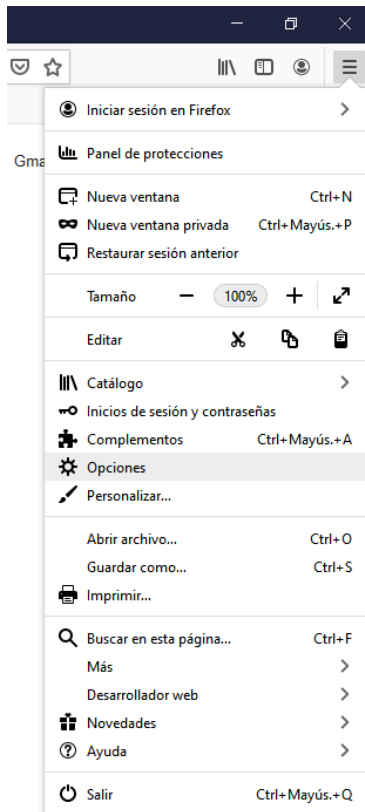 Gma
Iniciar sesión en Firefox
Panel de protecciones
Nueva ventana Ctrl+N
Nueva ventana privada Ctrl+Mayús.+P
Restaurar sesión anterior
Tamaño 100%
Editar
Catálogo
Inicios de sesión y contraseñas
Complementos Ctrl+Mayús.+A
Opciones
Personalizar...
Abrir archivo... Ctrl+O
Guardar como... Ctrl+S
Imprimir...
Buscar en esta página... Ctrl+F
Más
Desarrollador web
Novedades
Ayuda
Salir Ctrl+Mayús.+Q